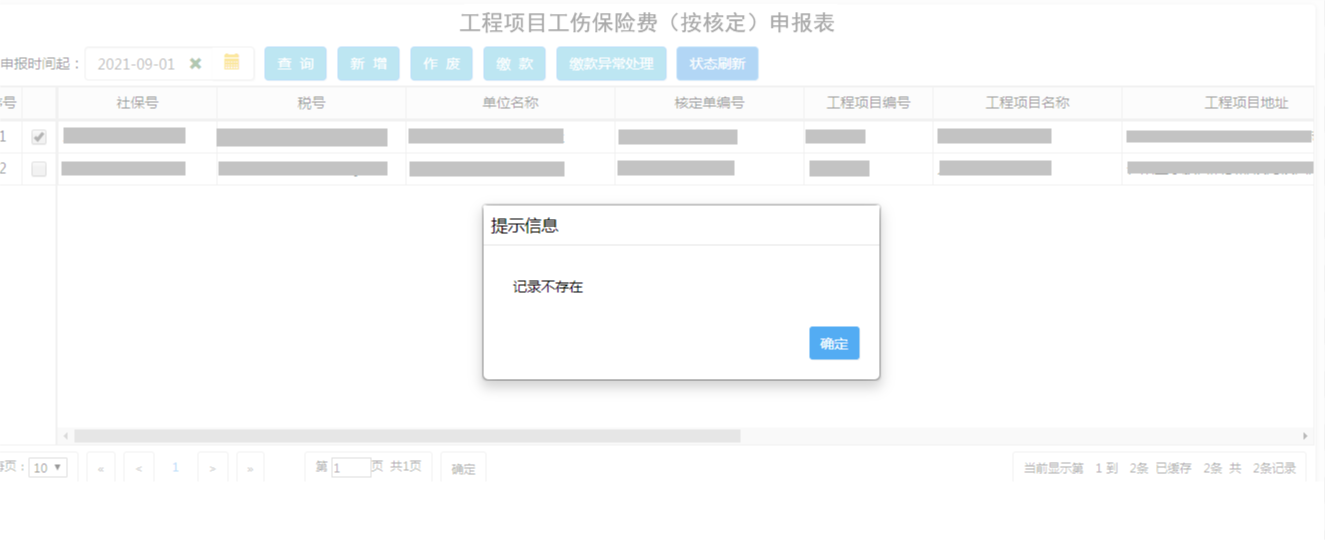 工程项目工伤保险费（按核定）申报表
申报时间起： 2021-09-01 查 询 新 增 作 废 缴 款 缴款异常处理 状态刷新
号 社保号 税号 单位名称 核定单编号 工程项目编号 工程项目名称 工程项目地址
1
2
提示信息
记录不存在
确定
页： 10 « < 1 > » 第 1 页 共1页 确定 当前显示第 1 到 2条 已缓存 2条 共 2条记录